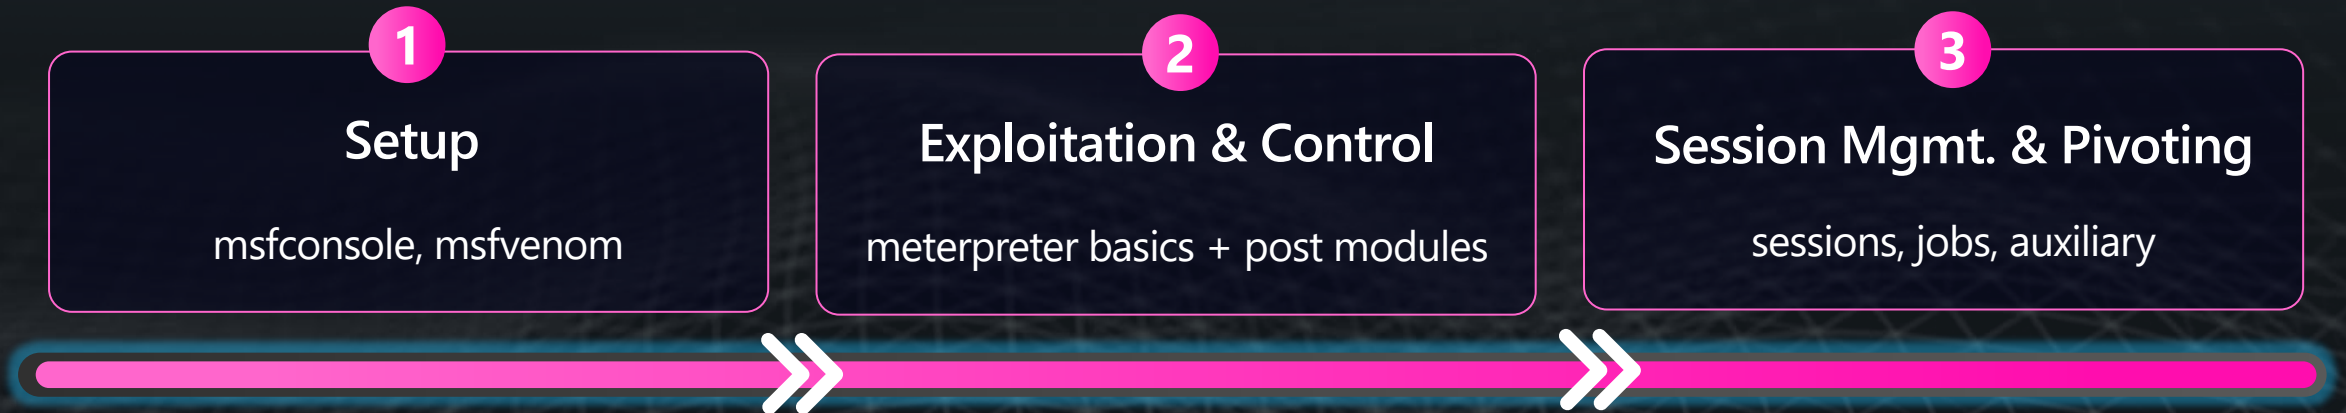 1
Setup
msfconsole, msfvenom
2
Exploitation & Control
meterpreter basics + post modules
3
Session Mgmt. & Pivoting
sessions, jobs, auxiliary